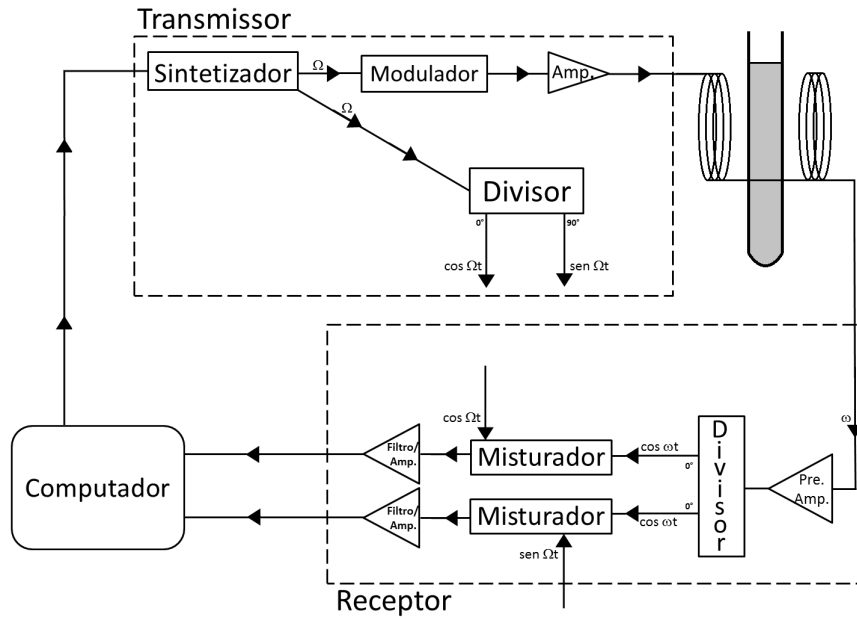 Transmissor
Sintetizador
Ω
Modulador
Amp.
Ω
Divisor
0°
90°
cos Ωt
sen Ωt
cos Ωt
ω
Computador
Filtro/
Amp.
Misturador
cos ωt
0°
Divisor
Pre.
Amp.
Filtro/
Amp.
Misturador
0°
cos ωt
sen Ωt
Receptor